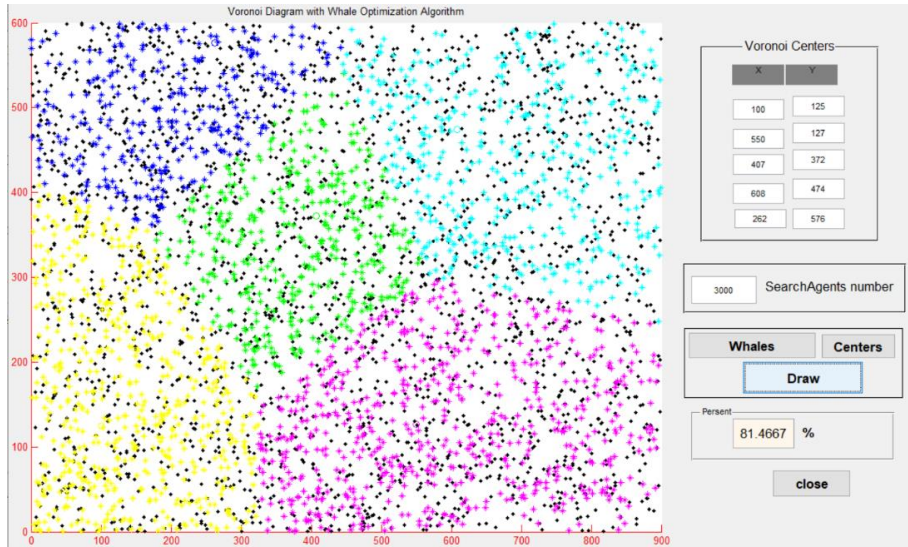 Voronoi Diagram with Whale Optimization Algorithm
600
500
400
300
200
100
0
0 100 200 300 400 500 600 700 800 900
Voronoi Centers
X Y
100 125
550 127
407 372
608 474
262 576
3000 SearchAgents number
Whales Centers
Draw
Persent
81.4667 %
close